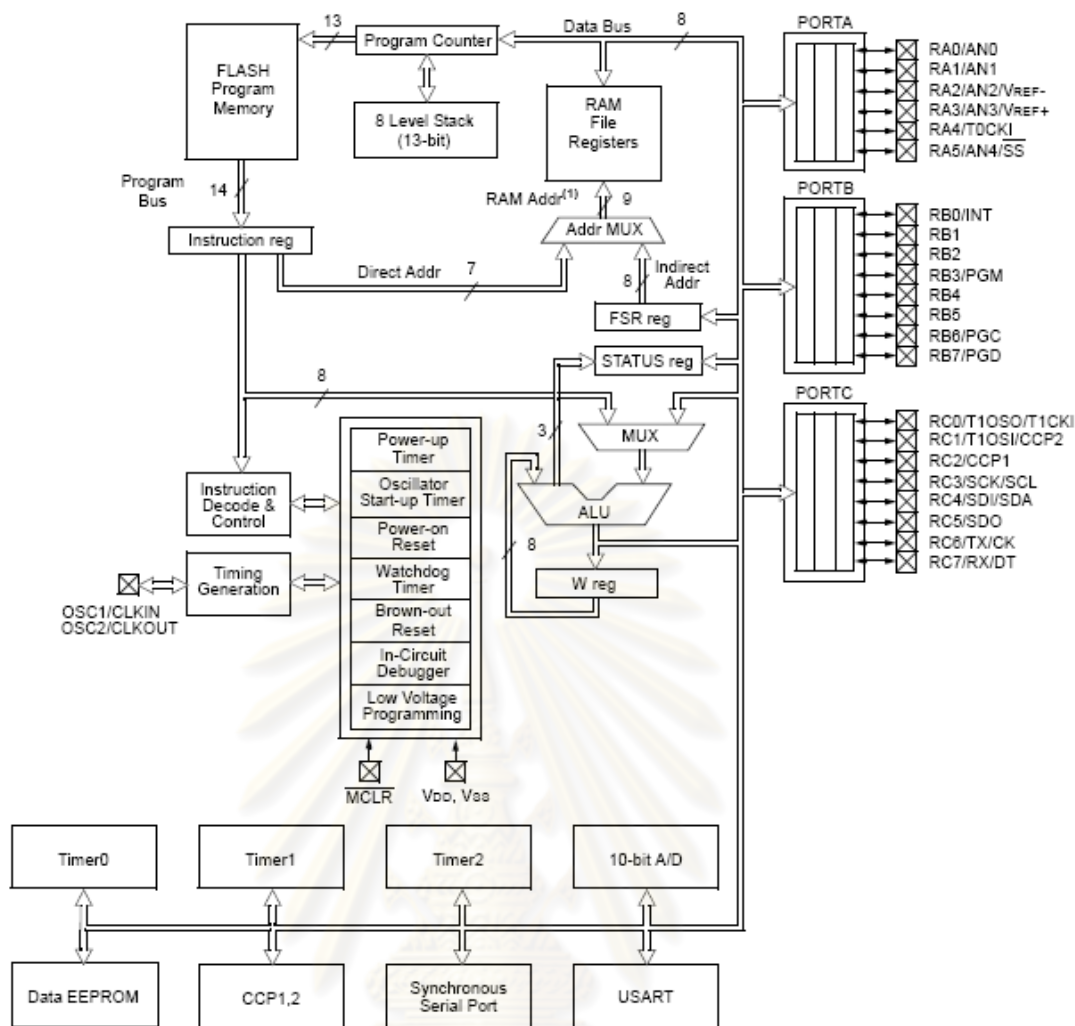 13
Program Counter
Data Bus
8
PORTA
FLASH
Program
Memory
8 Level Stack
(13-bit)
RAM
File
Registers
RA0/AN0
RA1/AN1
RA2/AN2/VREF-
RA3/AN3/VREF+
RA4/T0CKI
RA5/AN4/SS
Program
Bus
14
RAM Addr(1)
9
PORTB
Instruction reg
Addr MUX
Direct Addr
7
8
Indirect
Addr
FSR reg
RB0/INT
RB1
RB2
RB3/PGM
RB4
RB5
RB6/PGC
RB7/PGD
STATUS reg
8
3
MUX
PORTC
Power-up
Timer
Oscillator
Start-up Timer
Power-on
Reset
Watchdog
Timer
Brown-out
Reset
In-Circuit
Debugger
Low Voltage
Programming
Instruction
Decode &
Control
Timing
Generation
OSC1/CLKIN
OSC2/CLKOUT
ALU
8
W reg
RC0/T1OSO/T1CKI
RC1/T1OSI/CCP2
RC2/CCP1
RC3/SCK/SCL
RC4/SDI/SDA
RC5/SDO
RC6/TX/CK
RC7/RX/DT
MCLR
VDD, VSS
Timer0
Timer1
Timer2
10-bit A/D
Data EEPROM
CCP1,2
Synchronous
Serial Port
USART